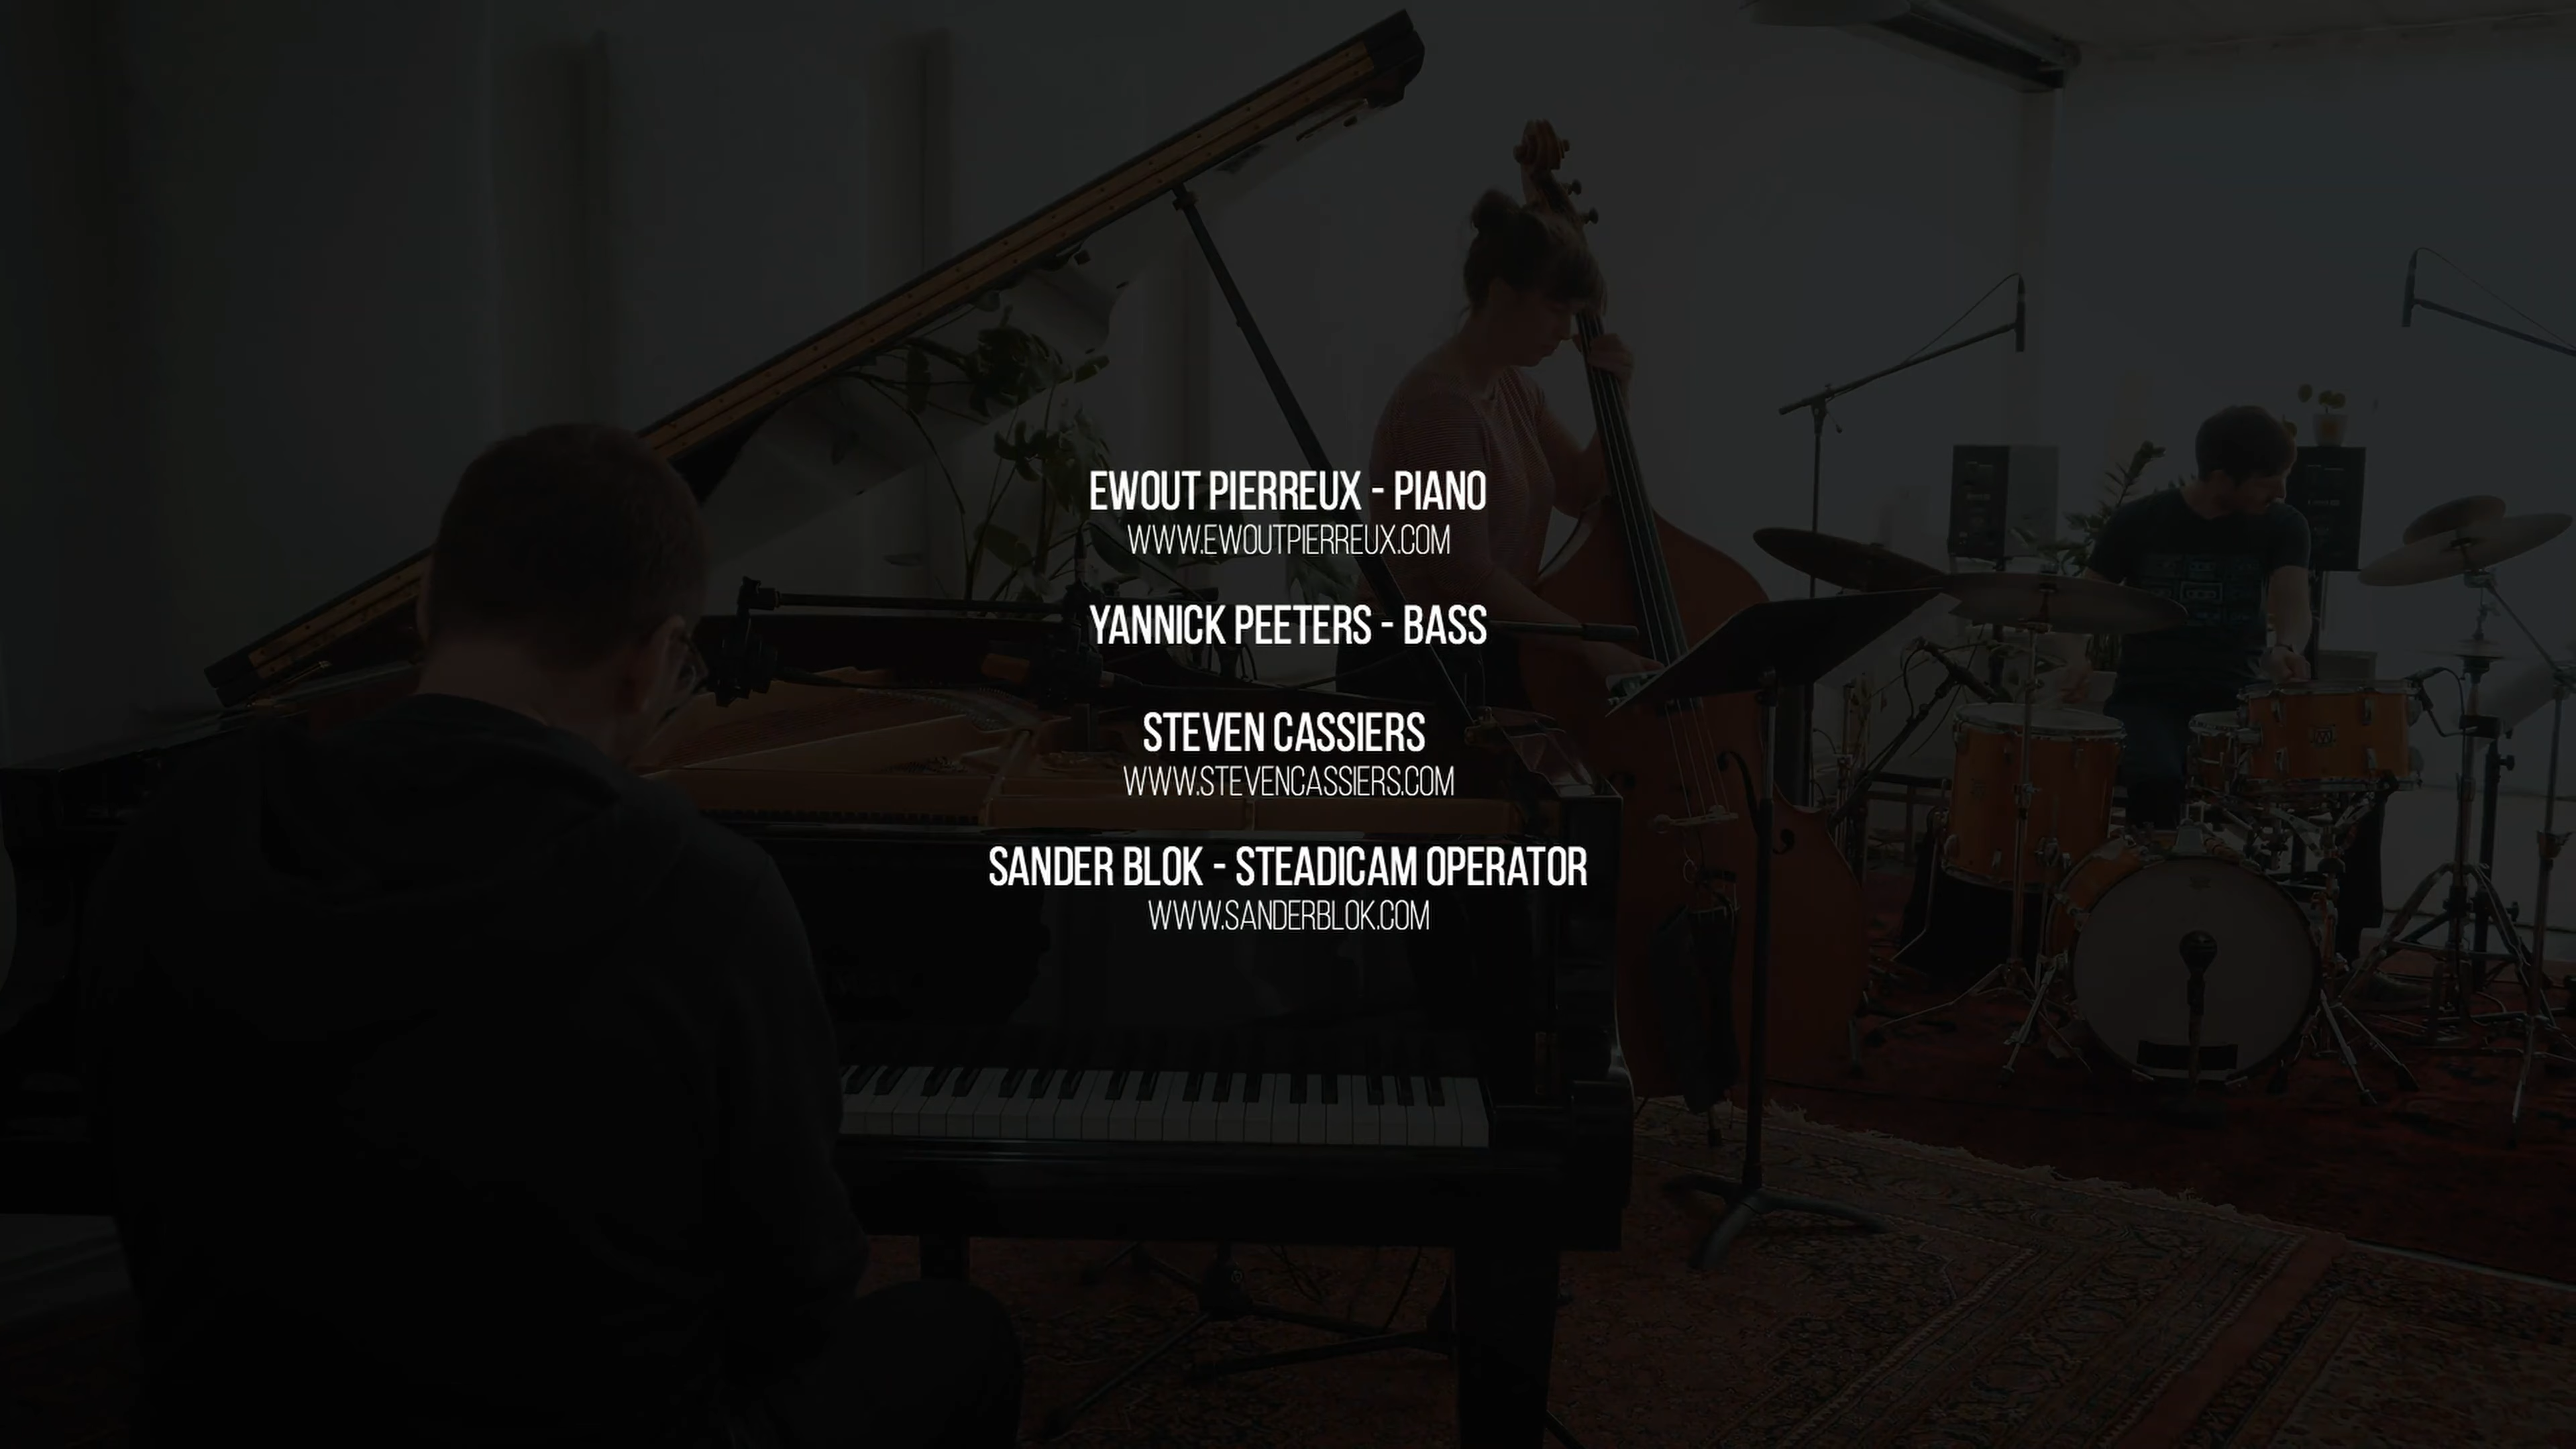 EWOUT PIERREUX - PIANO
WWW.EWOUTPIERREUX.COM
YANNICK PEETERS - BASS
STEVEN CASSIERS
WWW.STEVENCASSIERS.COM
SANDER BLOK - STEADICAM OPERATOR
WWW.SANDERBLOK.COM